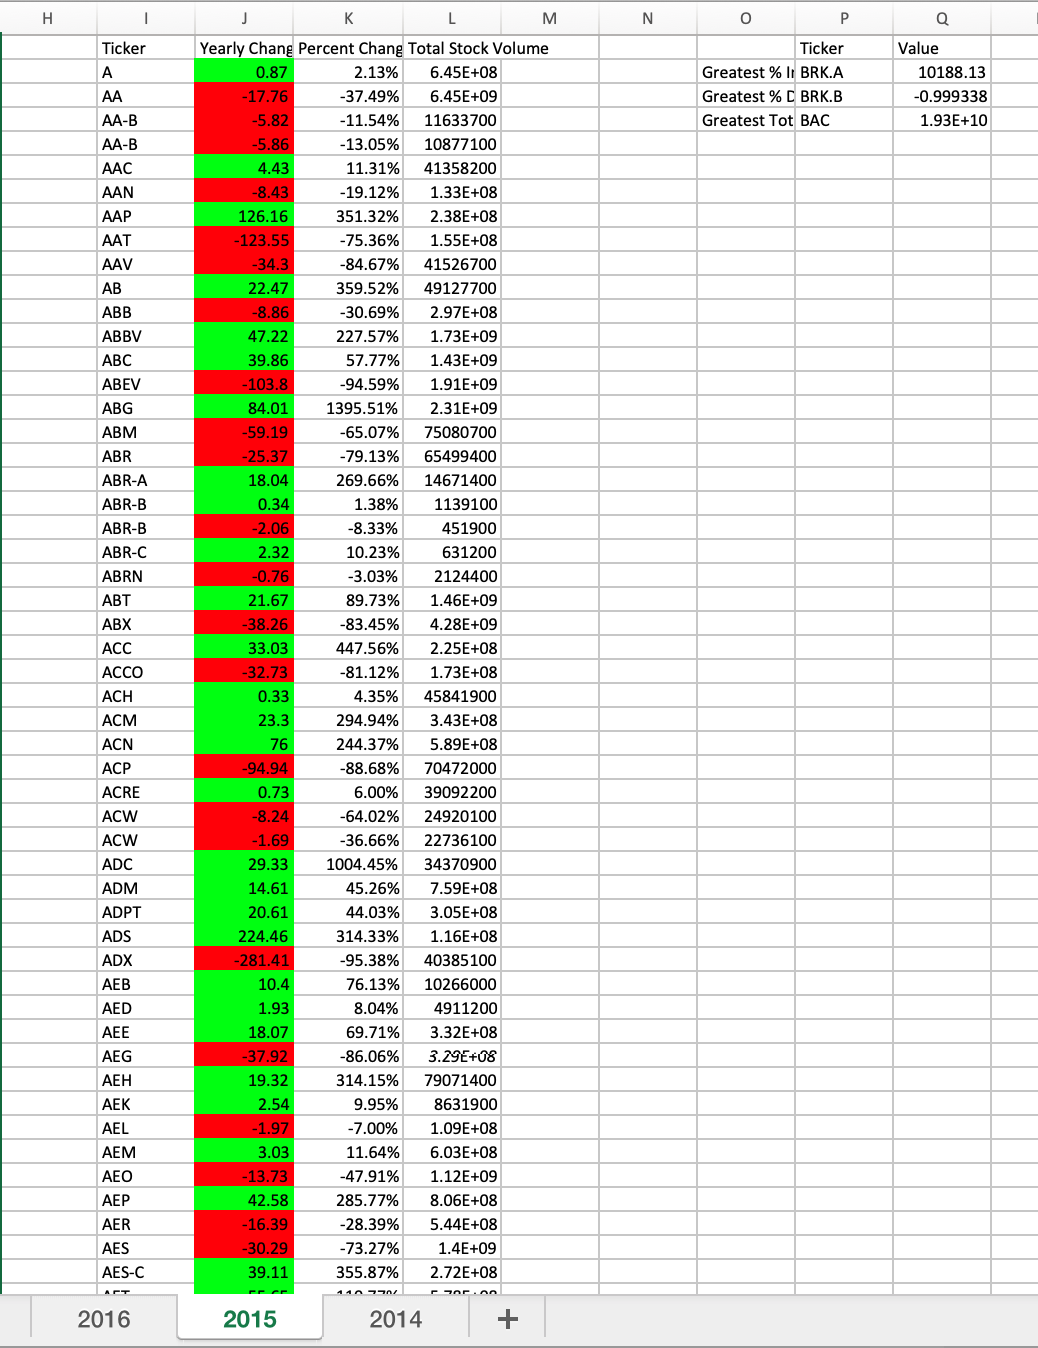 H I J K L M N O P Q
Ticker Yearly Chang Percent Chang Total Stock Volume Ticker Value
A 0.87 2.13% 6.45E+08 Greatest % Ir BRK.A 10188.13
AA -17.76 -37.49% 6.45E+09 Greatest % D BRK.B -0.999338
AA-B -5.82 -11.54% 11633700 Greatest Tot BAC 1.93E+10
AA-B -5.86 -13.05% 10877100
AAC 4.43 11.31% 41358200
AAN -8.43 -19.12% 1.33E+08
AAP 126.16 351.32% 2.38E+08
AAT -123.55 -75.36% 1.55E+08
AAV -34.3 -84.67% 41526700
AB 22.47 359.52% 49127700
ABB -8.86 -30.69% 2.97E+08
ABBV 47.22 227.57% 1.73E+09
ABC 39.86 57.77% 1.43E+09
ABEV -103.8 -94.59% 1.91E+09
ABG 84.01 1395.51% 2.31E+09
ABM -59.19 -65.07% 75080700
ABR -25.37 -79.13% 65499400
ABR-A 18.04 269.66% 14671400
ABR-B 0.34 1.38% 1139100
ABR-B -2.06 -8.33% 451900
ABR-C 2.32 10.23% 631200
ABRN -0.76 -3.03% 2124400
ABT 21.67 89.73% 1.46E+09
ABX -38.26 -83.45% 4.28E+09
ACC 33.03 447.56% 2.25E+08
ACCO -32.73 -81.12% 1.73E+08
ACH 0.33 4.35% 45841900
ACM 23.3 294.94% 3.43E+08
ACN 76 244.37% 5.89E+08
ACP -94.94 -88.68% 70472000
ACRE 0.73 6.00% 39092200
ACW -8.24 -64.02% 24920100
ACW -1.69 -36.66% 22736100
ADC 29.33 1004.45% 34370900
ADM 14.61 45.26% 7.59E+08
ADPT 20.61 44.03% 3.05E+08
ADS 224.46 314.33% 1.16E+08
ADX -281.41 -95.38% 40385100
AEB 10.4 76.13% 10266000
AED 1.93 8.04% 4911200
AEE 18.07 69.71% 3.32E+08
AEG -37.92 -86.06% 3.29E+08
AEH 19.32 314.15% 79071400
AEK 2.54 9.95% 8631900
AEL -1.97 -7.00% 1.09E+08
AEM 3.03 11.64% 6.03E+08
AEO -13.73 -47.91% 1.12E+09
AEP 42.58 285.77% 8.06E+08
AER -16.39 -28.39% 5.44E+08
AES -30.29 -73.27% 1.4E+09
AES-C 39.11 355.87% 2.72E+08
2016 2015 2014 +